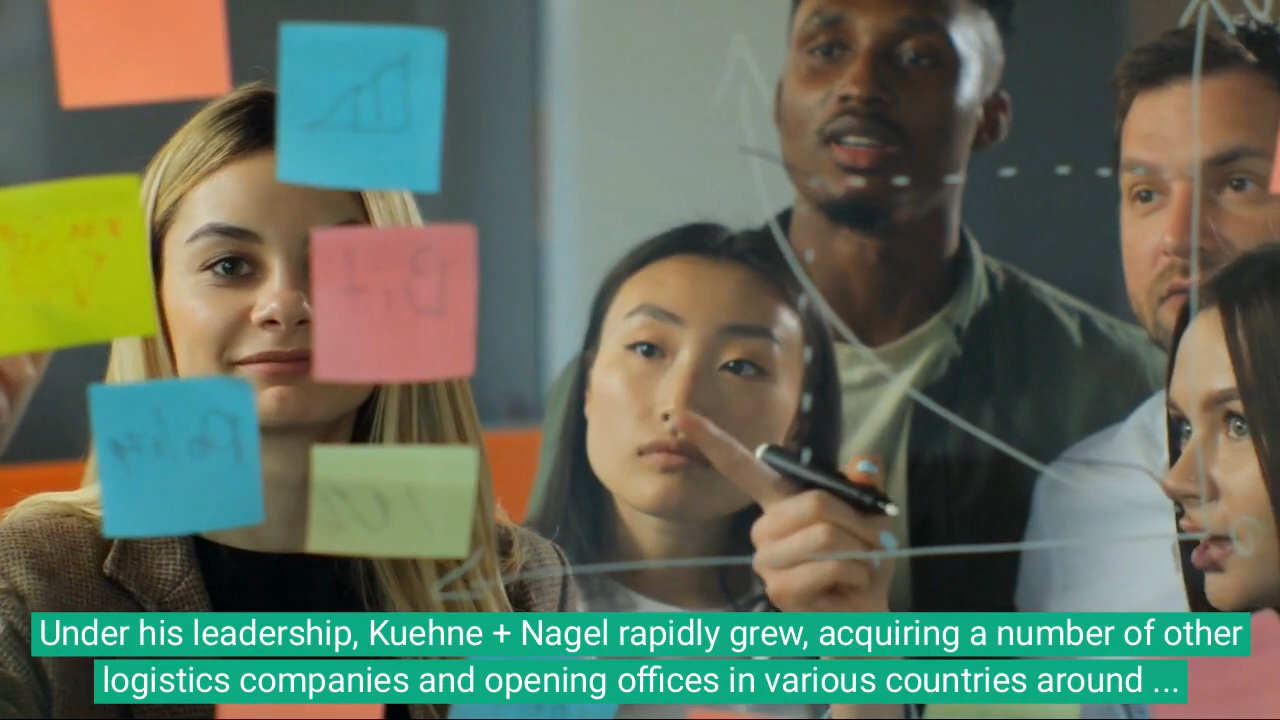 Under his leadership, Kuehne + Nagel rapidly grew, acquiring a number of other
logistics companies and opening offices in various countries around ...